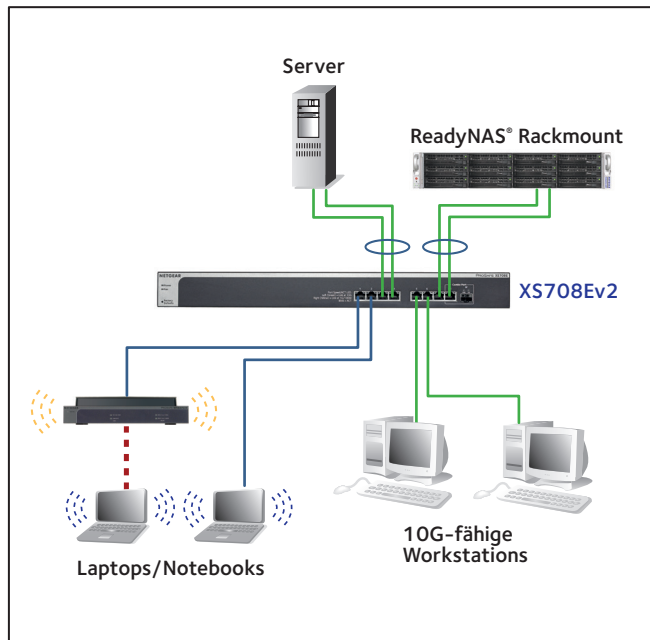 Server
ReadyNAS® Rackmount
NETGEAR
XS708Ev2
Laptops/Notebooks
10G-fähige
Workstations